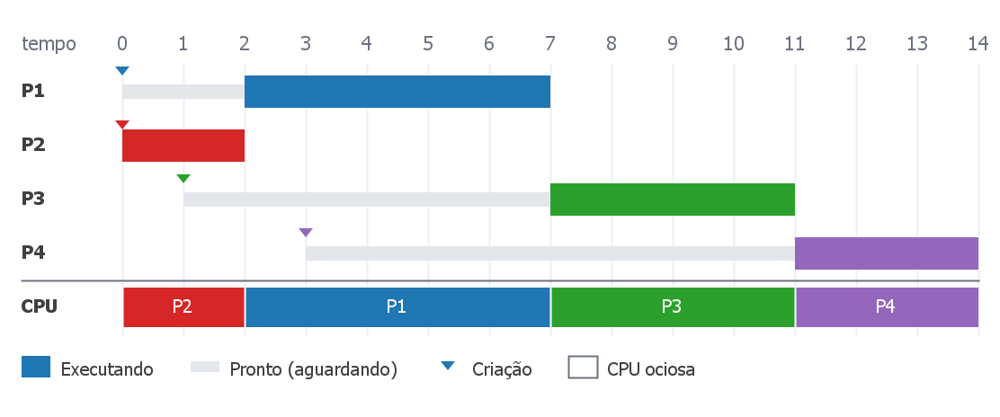 tempo 0 1 2 3 4 5 6 7 8 9 10 11 12 13 14
P1
P2
P3
P4
CPU P2 P1 P3 P4
Executando Pronto (aguardando) Criação CPU ociosa